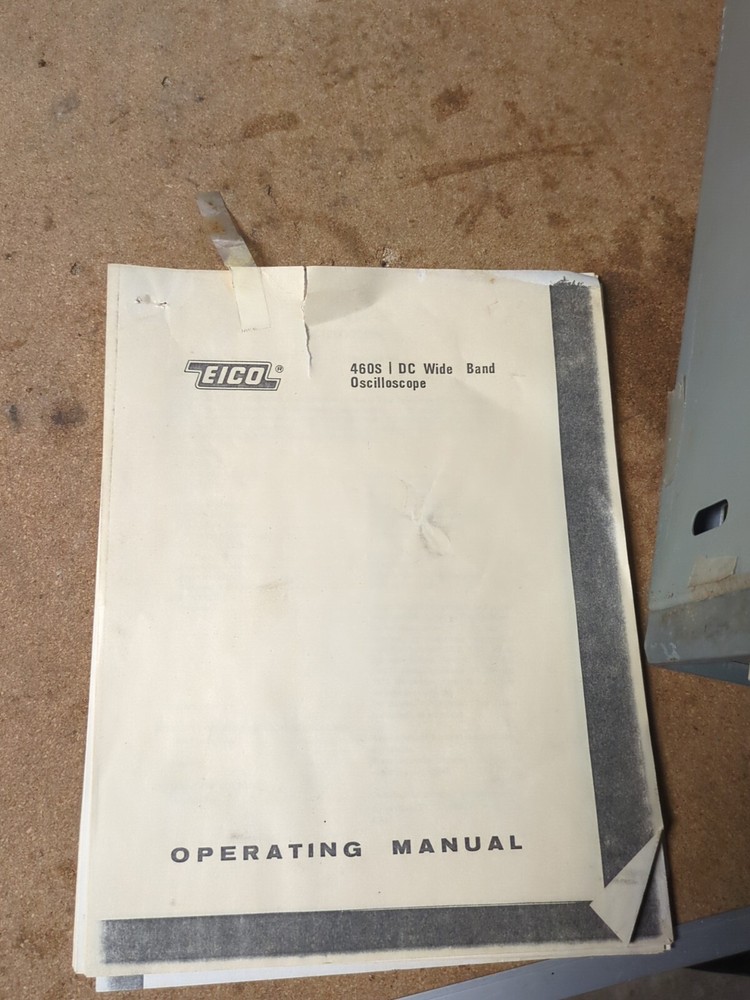 EICO ®
460S | DC Wide Band
Oscilloscope
OPERATING MANUAL